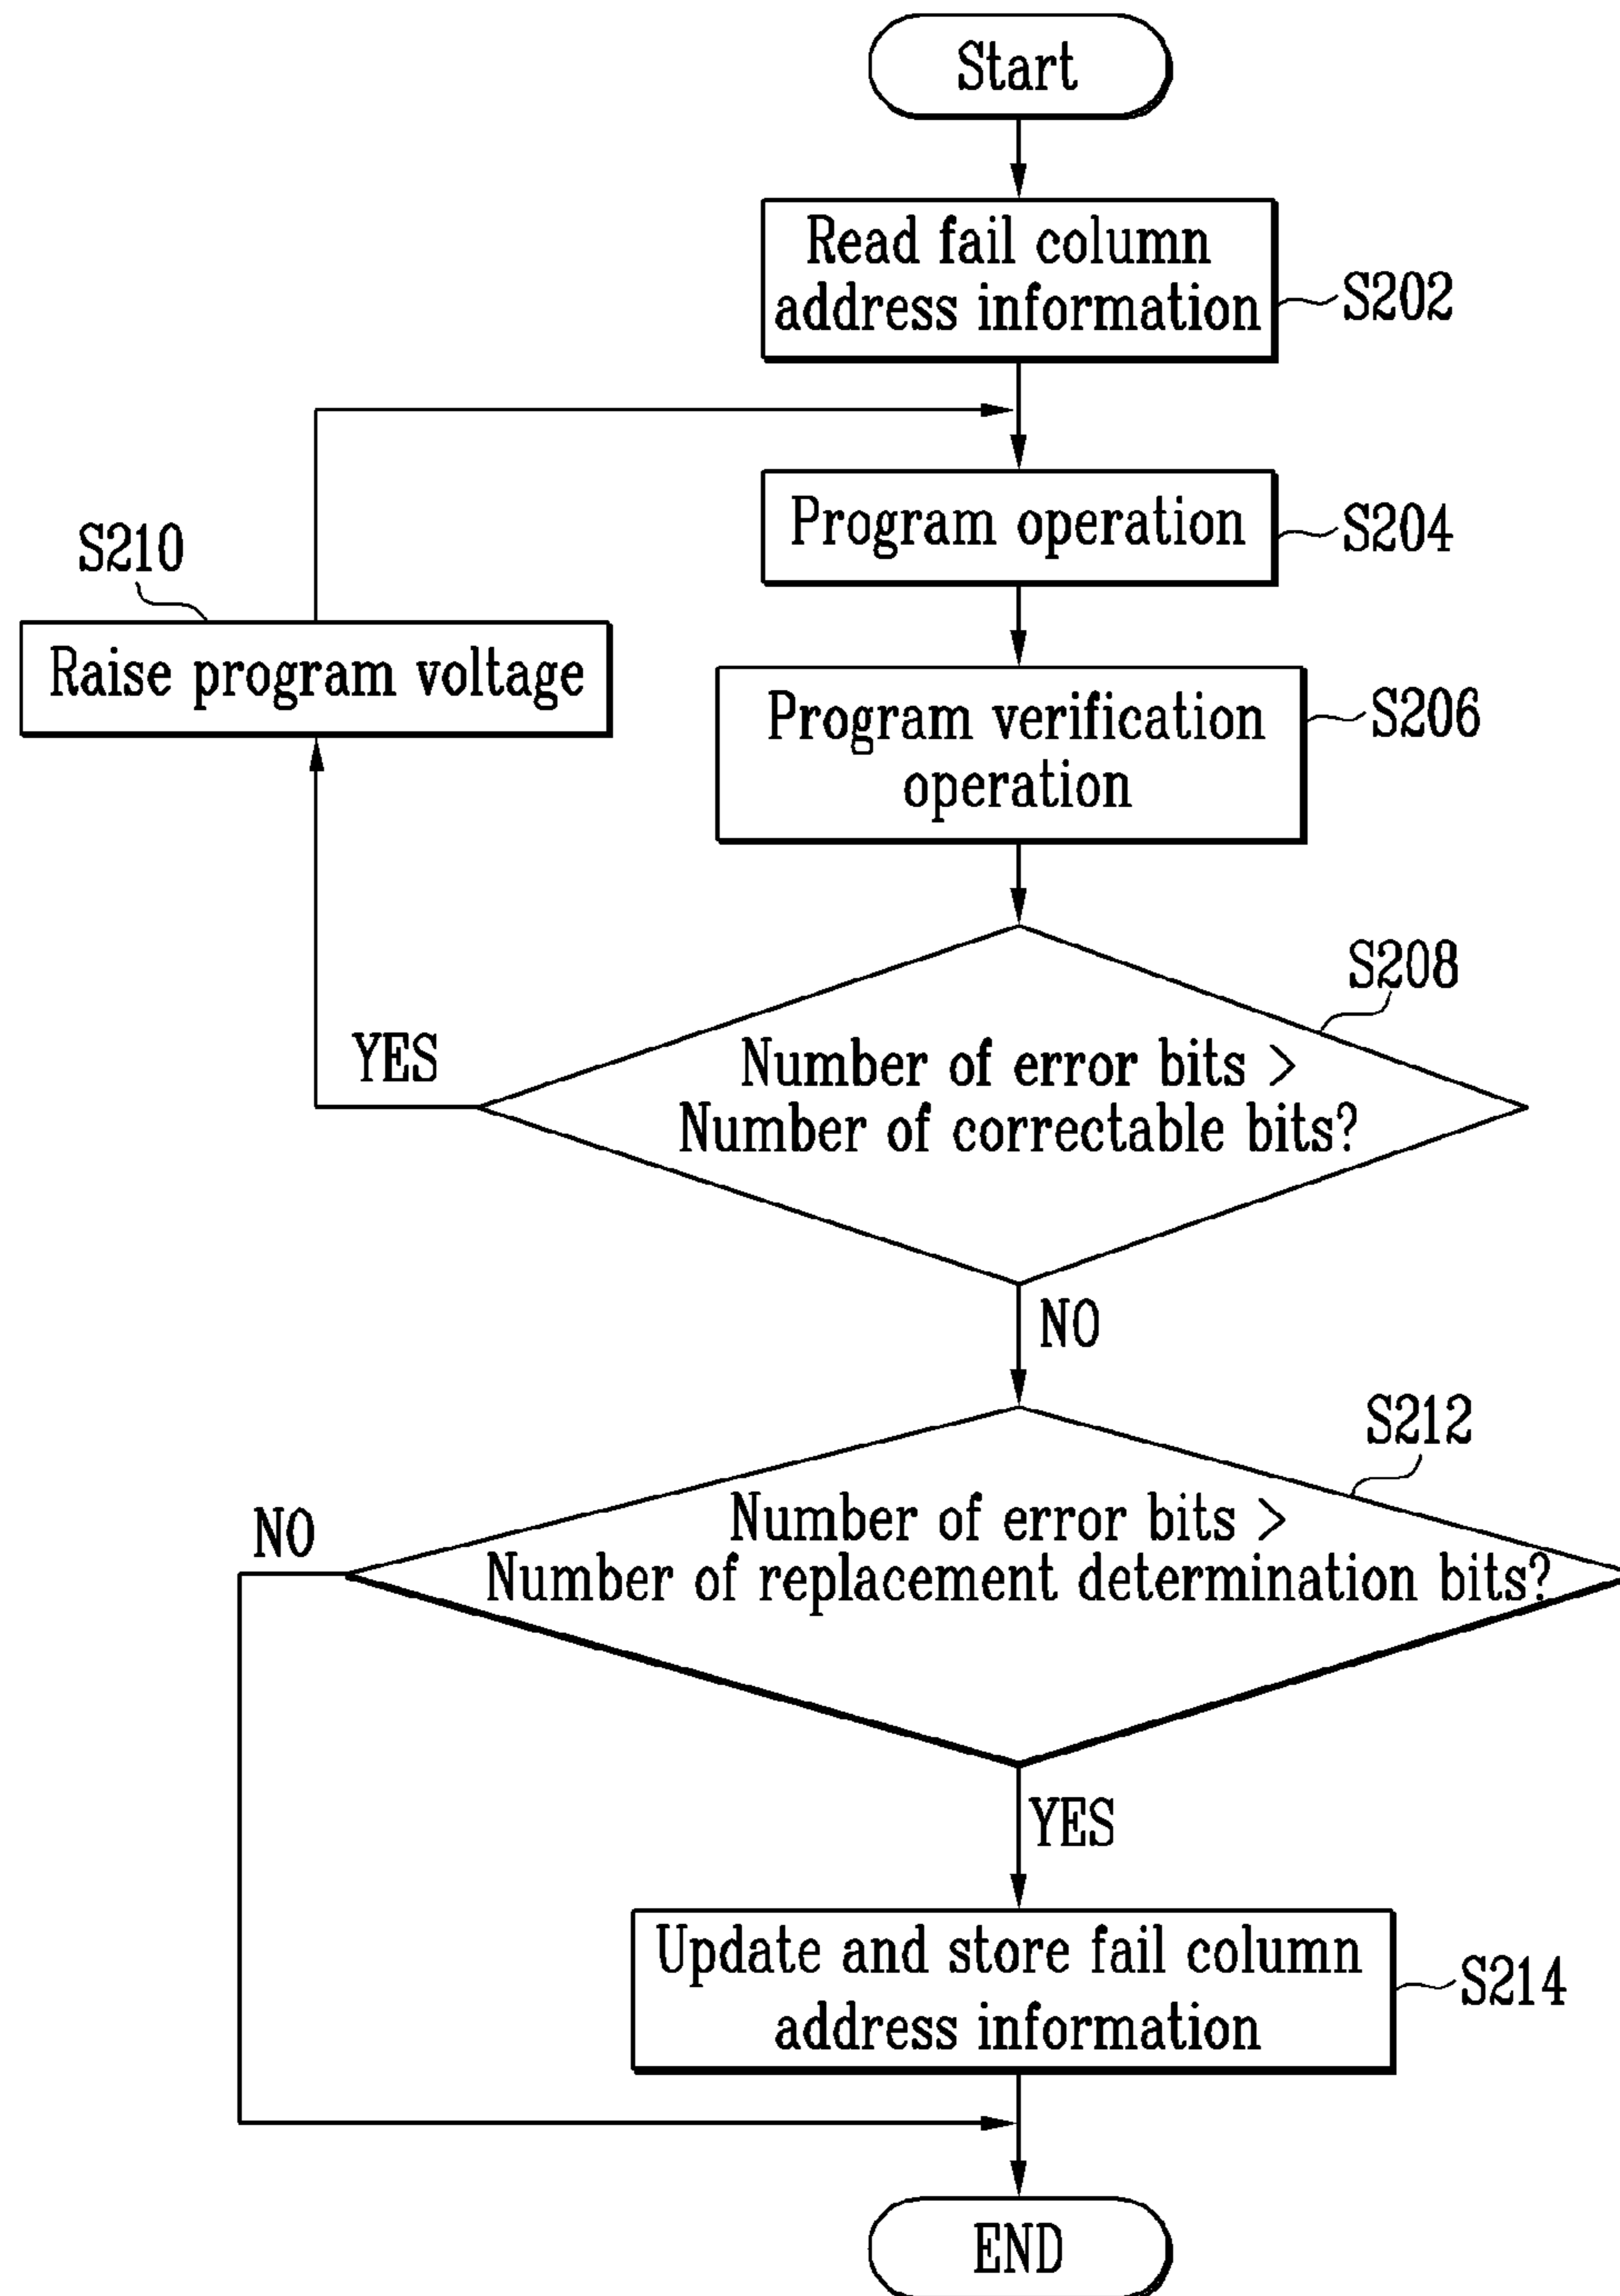 Start
Read fail column
address information
S202
Program operation
S204
S210
Raise program voltage
Program verification
operation
S206
S208
YES
Number of error bits >
Number of correctable bits?
NO
S212
NO
Number of error bits >
Number of replacement determination bits?
YES
Update and store fail column
address information
S214
END